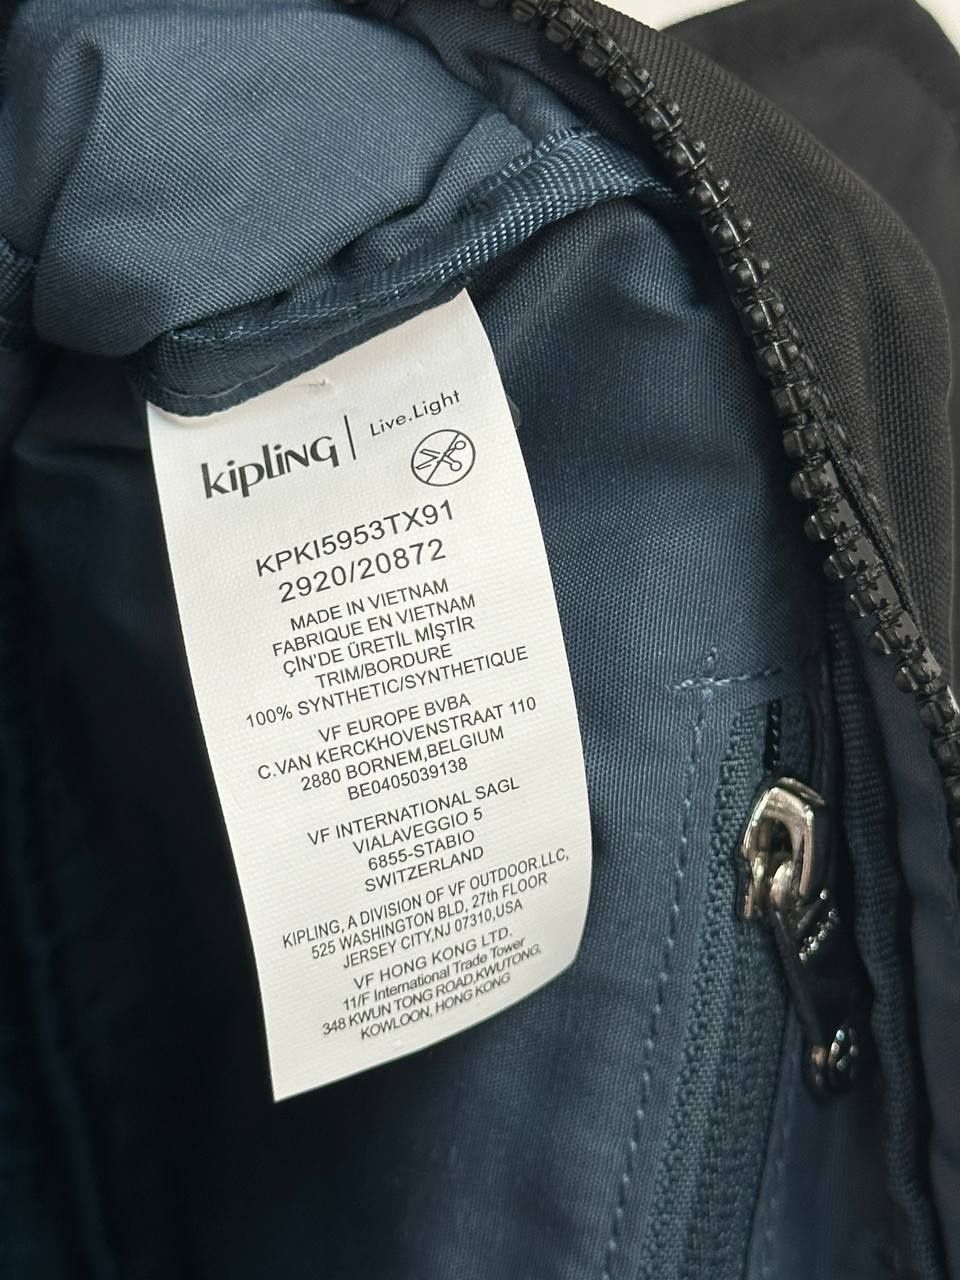 kipling | Live.Light
KPKI5953TX91
2920/20872
MADE IN VIETNAM
FABRIQUE EN VIETNAM
ÇİN'DE ÜRETİL MİŞTİR
TRIM/BORDURE
100% SYNTHETIC/SYNTHETIQUE
VF EUROPE BVBA
C.VAN KERCKHOVENSTRAAT 110
2880 BORNEM,BELGIUM
BE0405039138
VF INTERNATIONAL SAGL
VIALAVEGGIO 5
6855-STABIO
SWITZERLAND
KIPLING, A DIVISION OF VF OUTDOOR.LLC,
525 WASHINGTON BLD, 27th FLOOR
JERSEY CITY,NJ 07310,USA
VF HONG KONG LTD.
11/F International Trade Tower
348 KWUN TONG ROAD,KWUTONG,
KOWLOON, HONG KONG